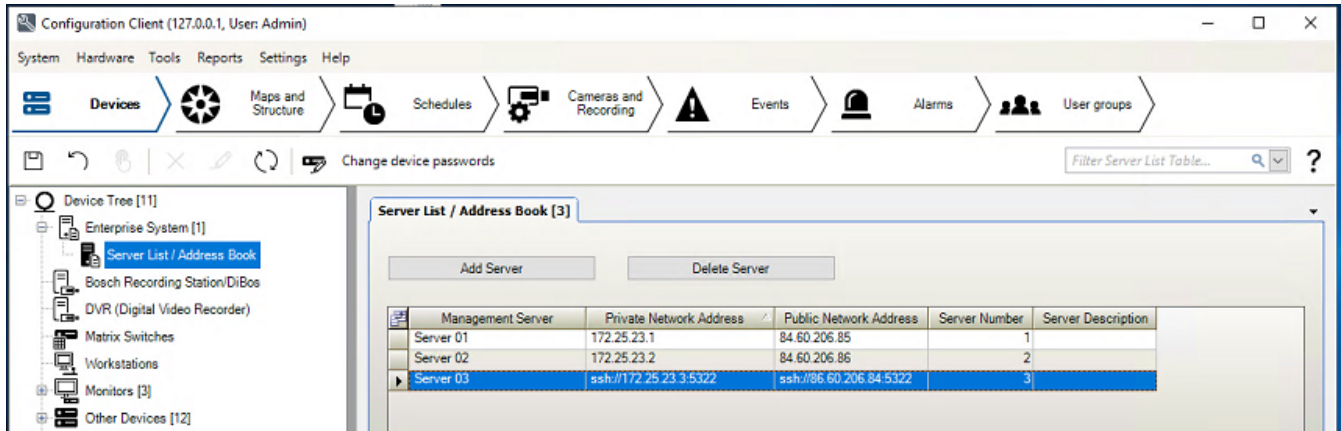 Configuration Client (127.0.0.1, User: Admin)
System Hardware Tools Reports Settings Help
Devices Maps and Structure Schedules Cameras and Recording Events Alarms User groups
Change device passwords Filter Server List Table... ?
Device Tree [11]
Enterprise System [1]
Server List / Address Book
Bosch Recording Station/DiBos
DVR (Digital Video Recorder)
Matrix Switches
Workstations
Monitors [3]
Other Devices [12]
Server List / Address Book [3]
Add Server Delete Server
Management Server Private Network Address Public Network Address Server Number Server Description
Server 01 172.25.23.1 84.60.206.85 1
Server 02 172.25.23.2 84.60.206.86 2
Server 03 ssh://172.25.23.3:5322 ssh://86.60.206.84:5322 3